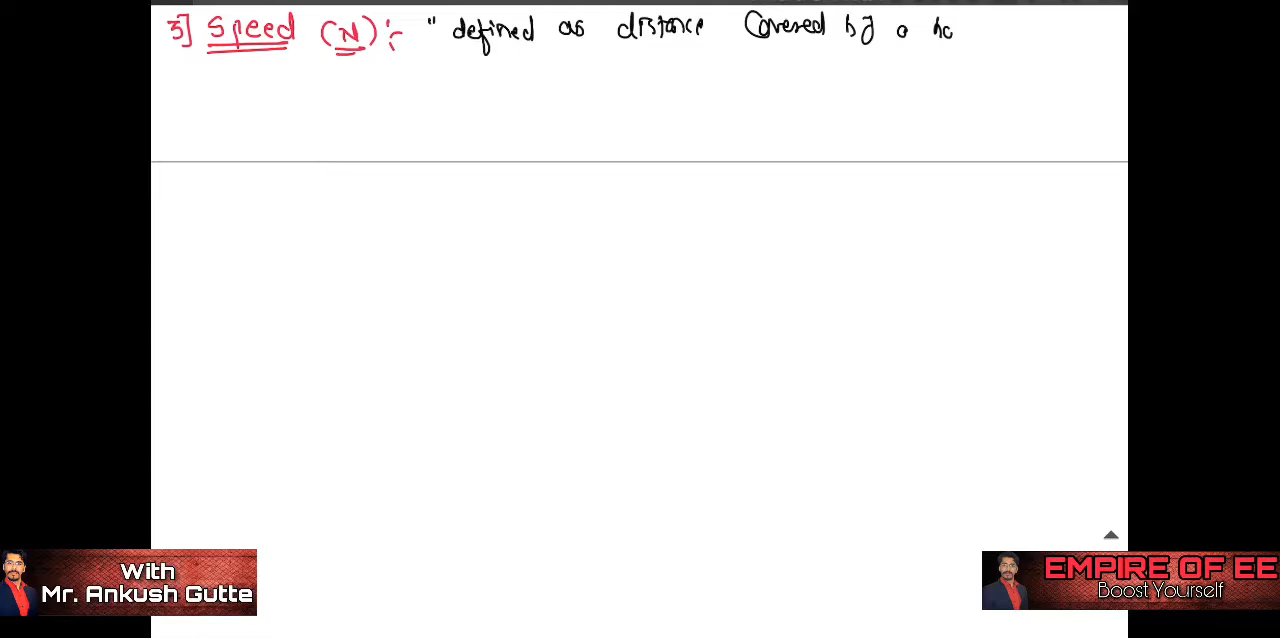 3] Speed (N) :- " defined as distance Covered by a
With
Mr. Ankush Gutte
EMPIRE OF EE
Boost Yourself